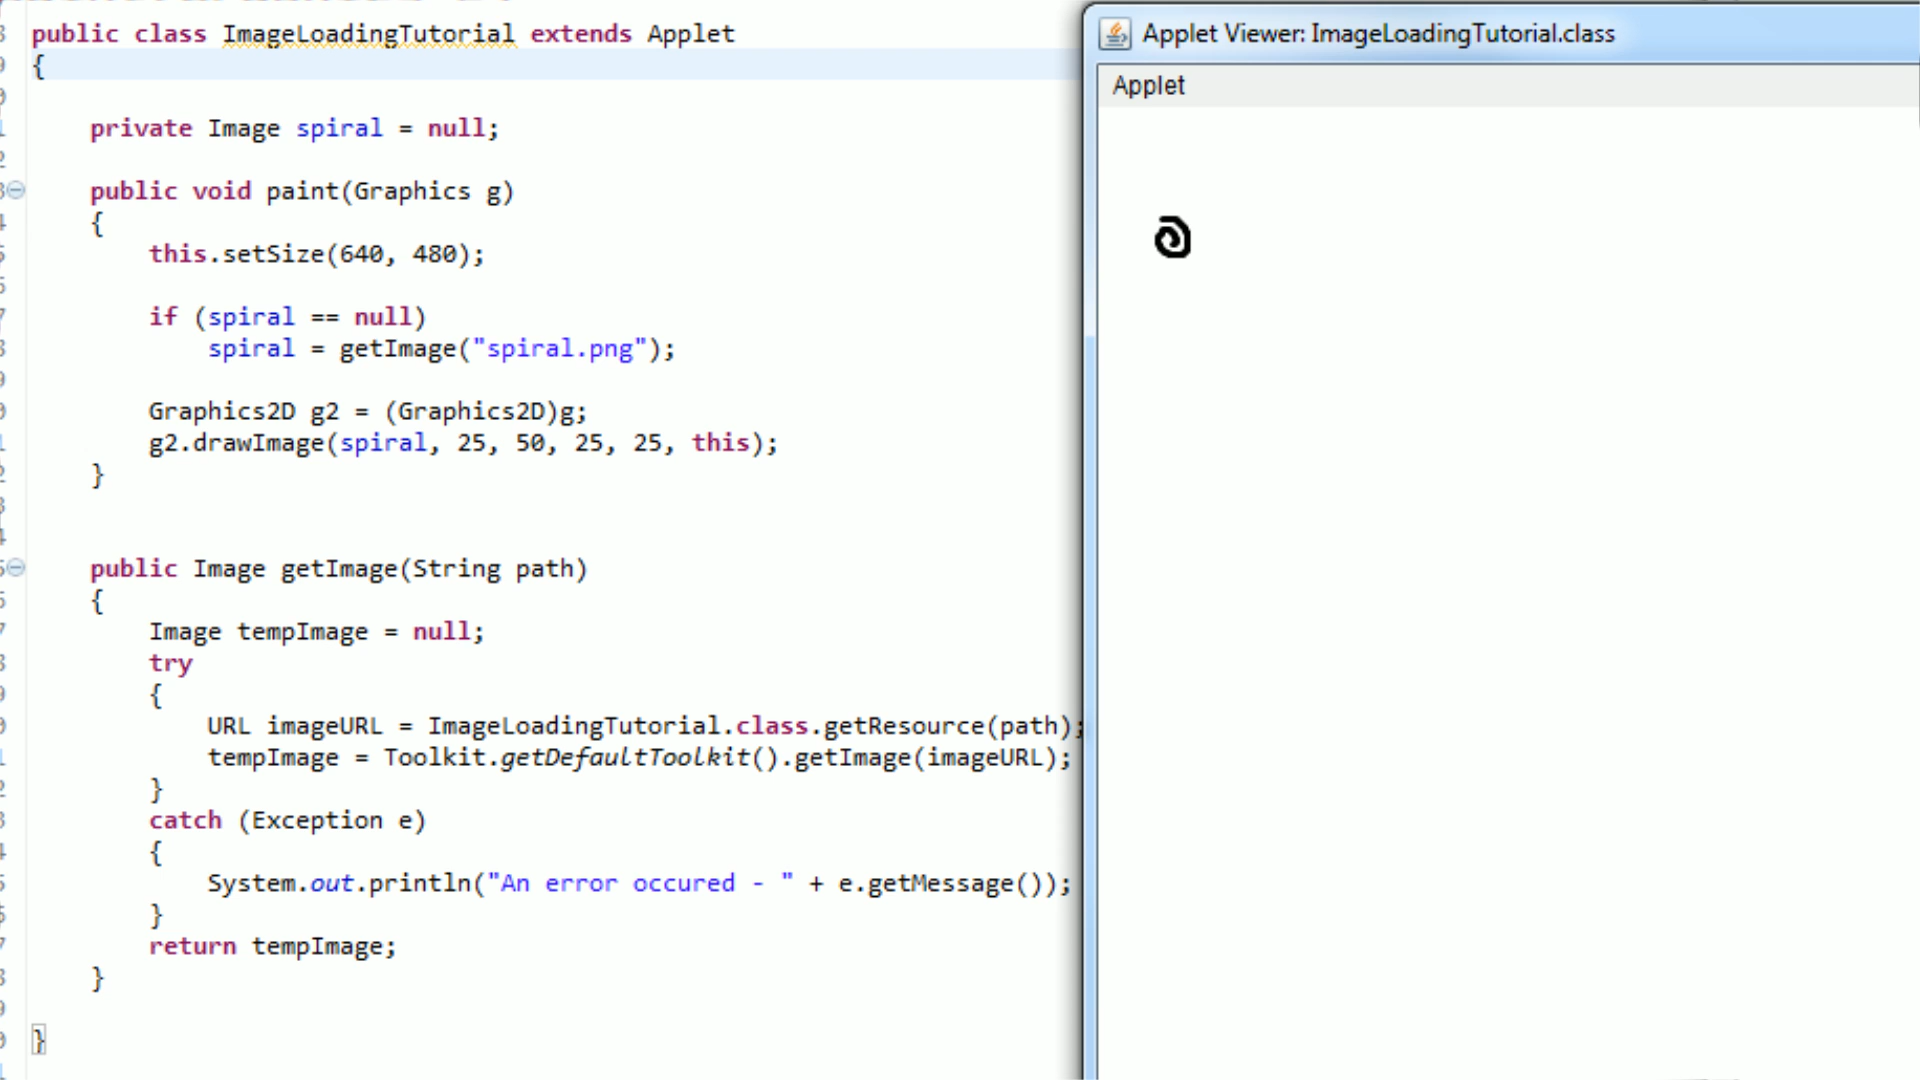 public class ImageLoadingTutorial extends Applet
{
private Image spiral = null;
public void paint(Graphics g)
{
this.setSize(640, 480);
if (spiral == null)
spiral = getImage("spiral.png");
Graphics2D g2 = (Graphics2D)g;
g2.drawImage(spiral, 25, 50, 25, 25, this);
}
public Image getImage(String path)
{
Image tempImage = null;
try
{
URL imageURL = ImageLoadingTutorial.class.getResource(path);
tempImage = Toolkit.getDefaultToolkit().getImage(imageURL);
}
catch (Exception e)
{
System.out.println("An error occured - " + e.getMessage());
}
return tempImage;
}
}
Applet Viewer: ImageLoadingTutorial.class
Applet